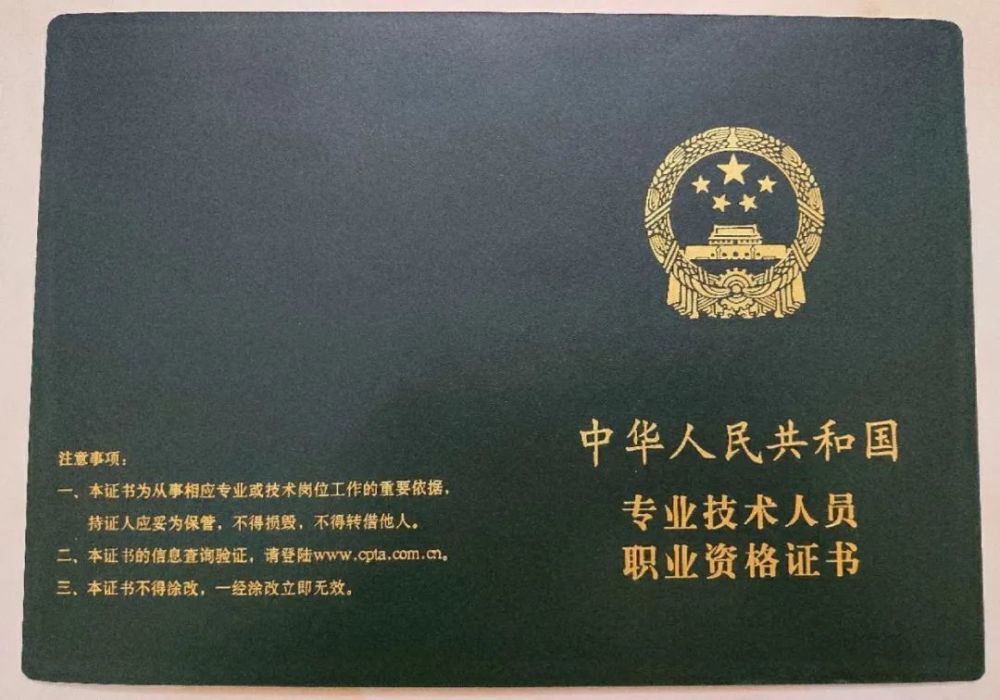 注意事项：
一、本证书为从事相应专业或技术岗位工作的重要依据，
持证人应妥为保管，不得损毁，不得转借他人。
二、本证书的信息查询验证，请登陆www.cpta.com.cn。
三、本证书不得涂改，一经涂改立即无效。
中华人民共和国
专业技术人员
职业资格证书